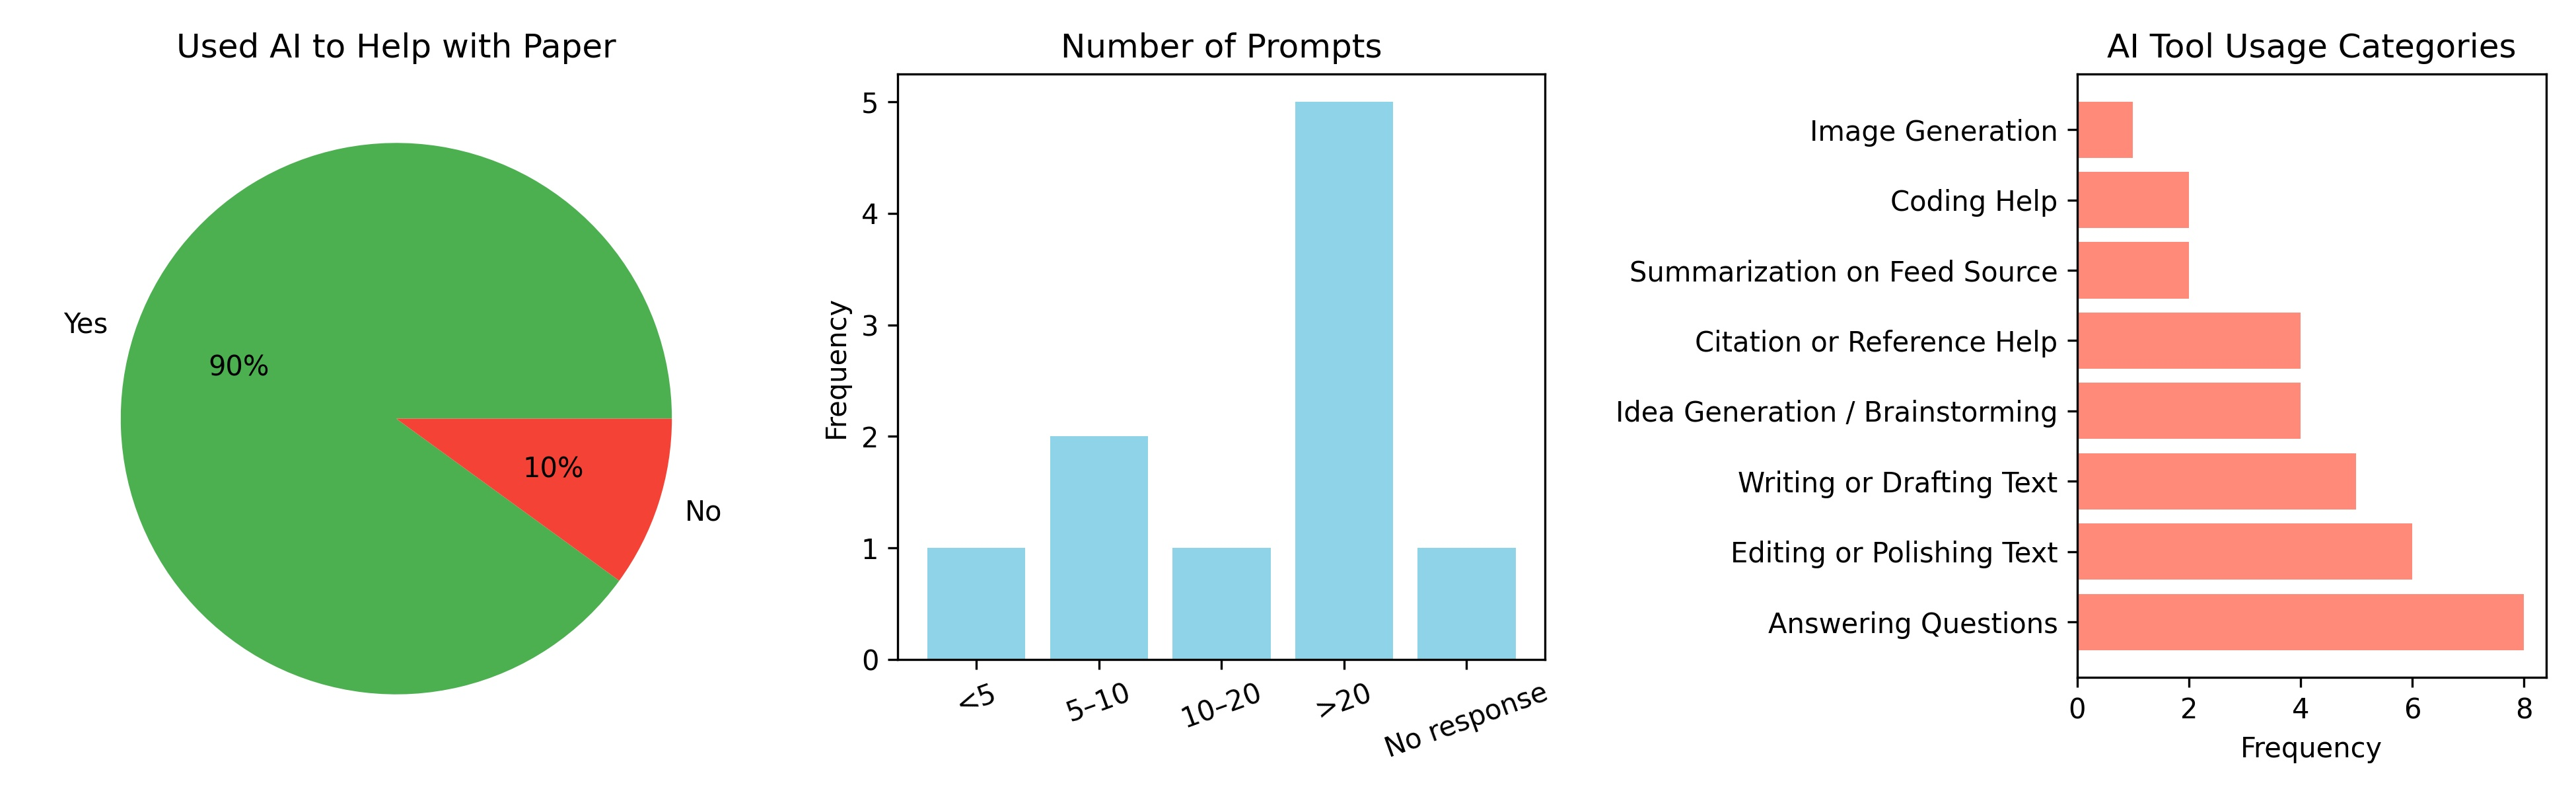 Used AI to Help with Paper
Yes
90%
10%
No
Number of Prompts
Frequency
5
4
3
2
1
0
<5
5–10
10–20
>20
No response
AI Tool Usage Categories
Image Generation
Coding Help
Summarization on Feed Source
Citation or Reference Help
Idea Generation / Brainstorming
Writing or Drafting Text
Editing or Polishing Text
Answering Questions
0 2 4 6 8
Frequency